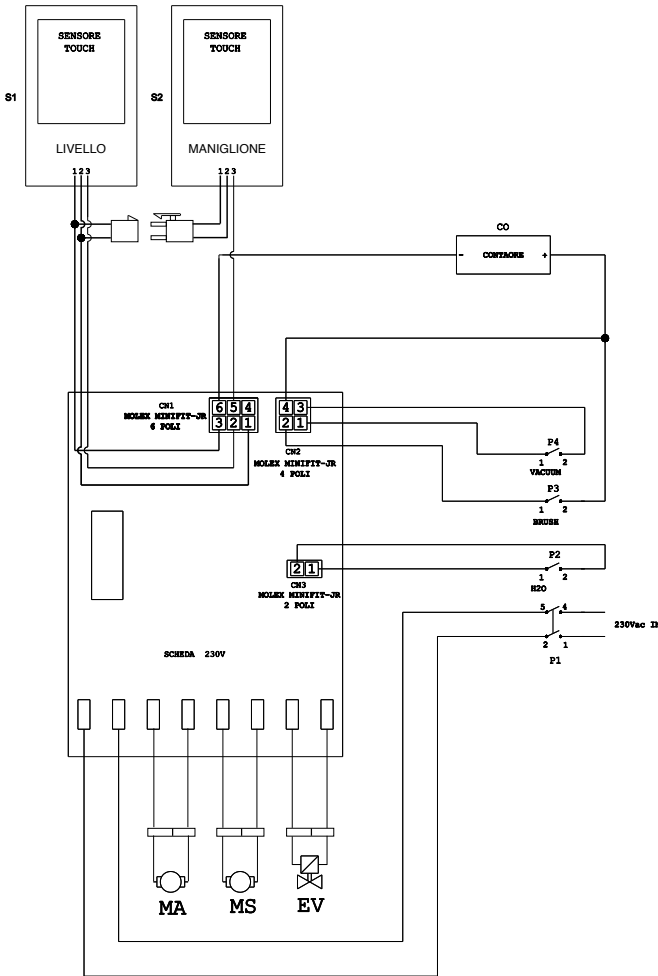 SENSORE
TOUCH
SENSORE
TOUCH
S1
S2
LIVELLO
MANIGLIONE
1 2 3
1 2 3
CO
- CONTAORE +
CN1
MOLEX MINIFIT-JR
6 POLI
6 5 4
3 2 1
4 3
2 1
CN2
MOLEX MINIFIT-JR
4 POLI
P4
1 2
VACUUM
P3
1 2
BRUSH
P2
1 2
H2O
2 1
CN3
MOLEX MINIFIT-JR
2 POLI
5 4
230Vac
2 1
P1
SCHEDA 230V
MA
MS
EV